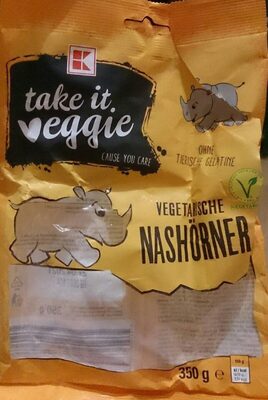 K
take it
veggie
CAUSE YOU CARE
OHNE
TIERISCHE GELATINE
VEGETARISCHE
NASHÖRNER
350 g e